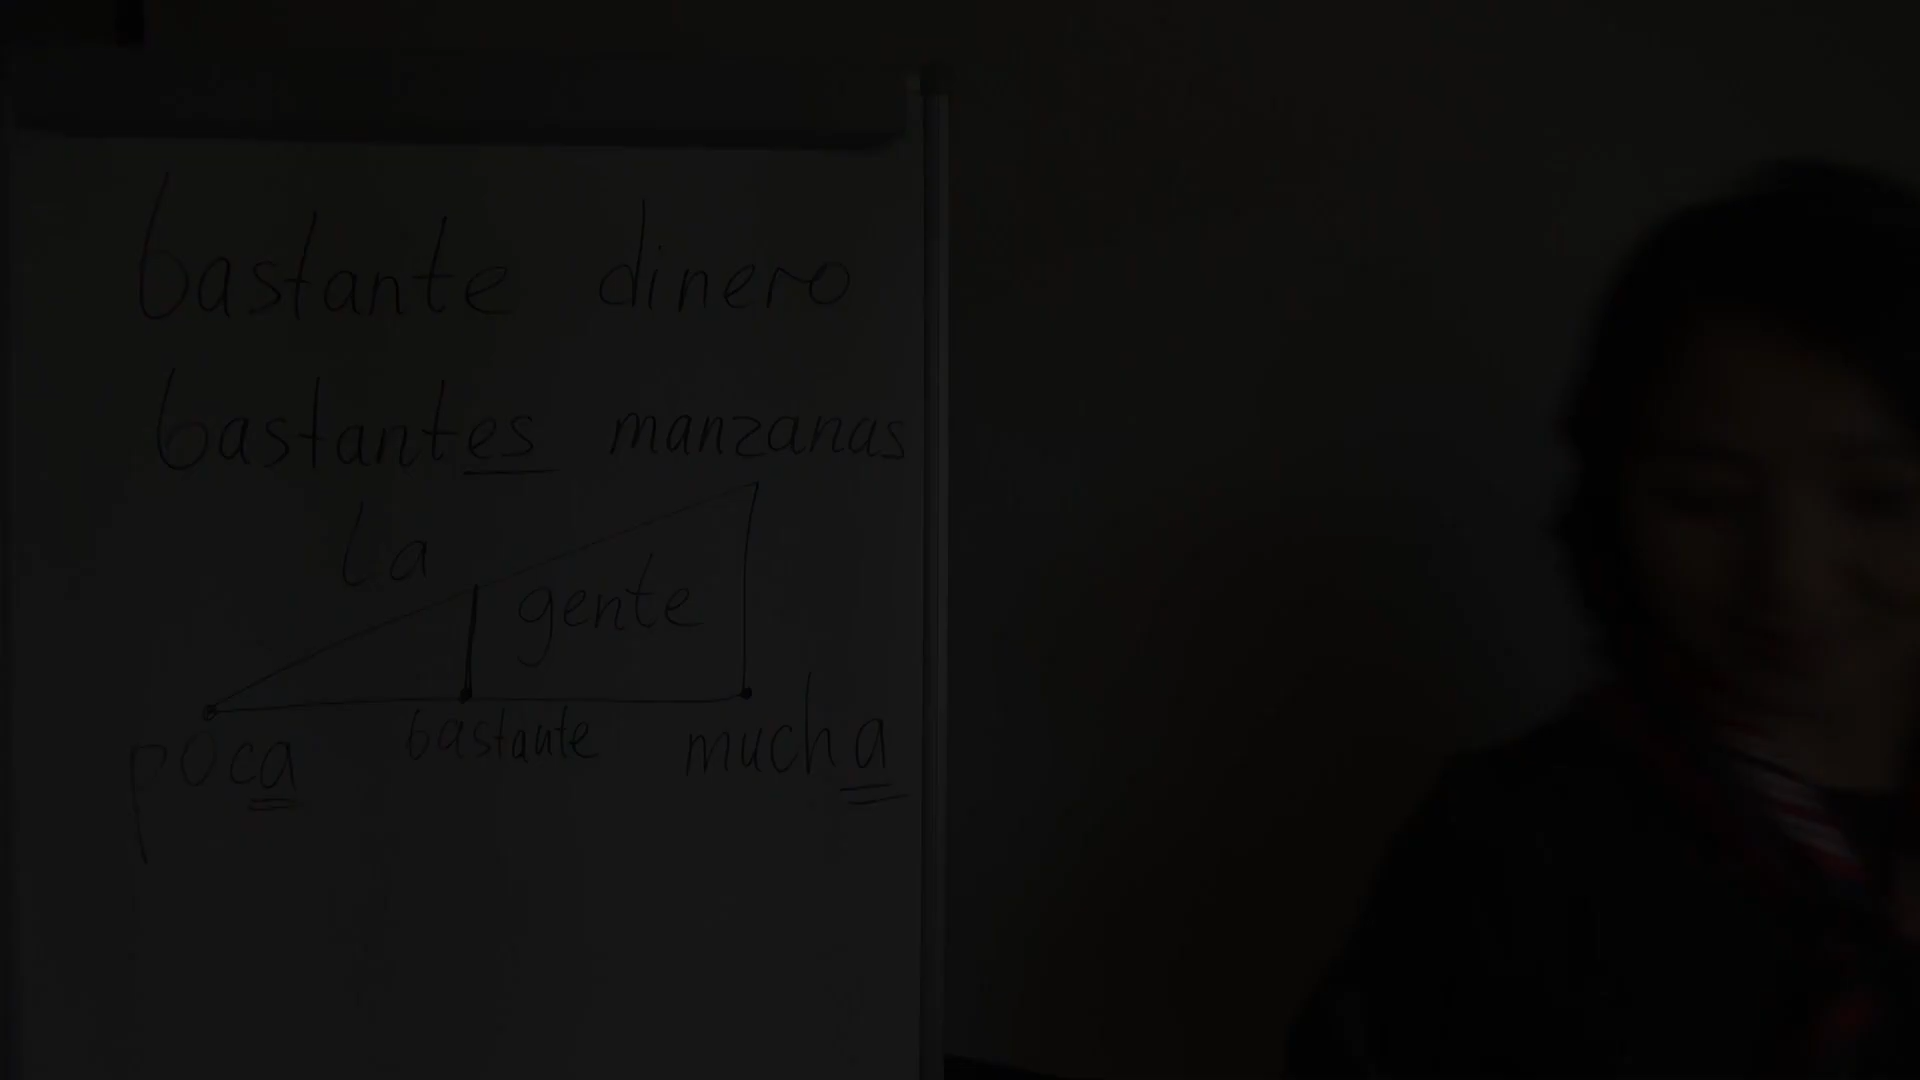 bastante dinero
bastantes manzanas
la gente
poca bastante mucha